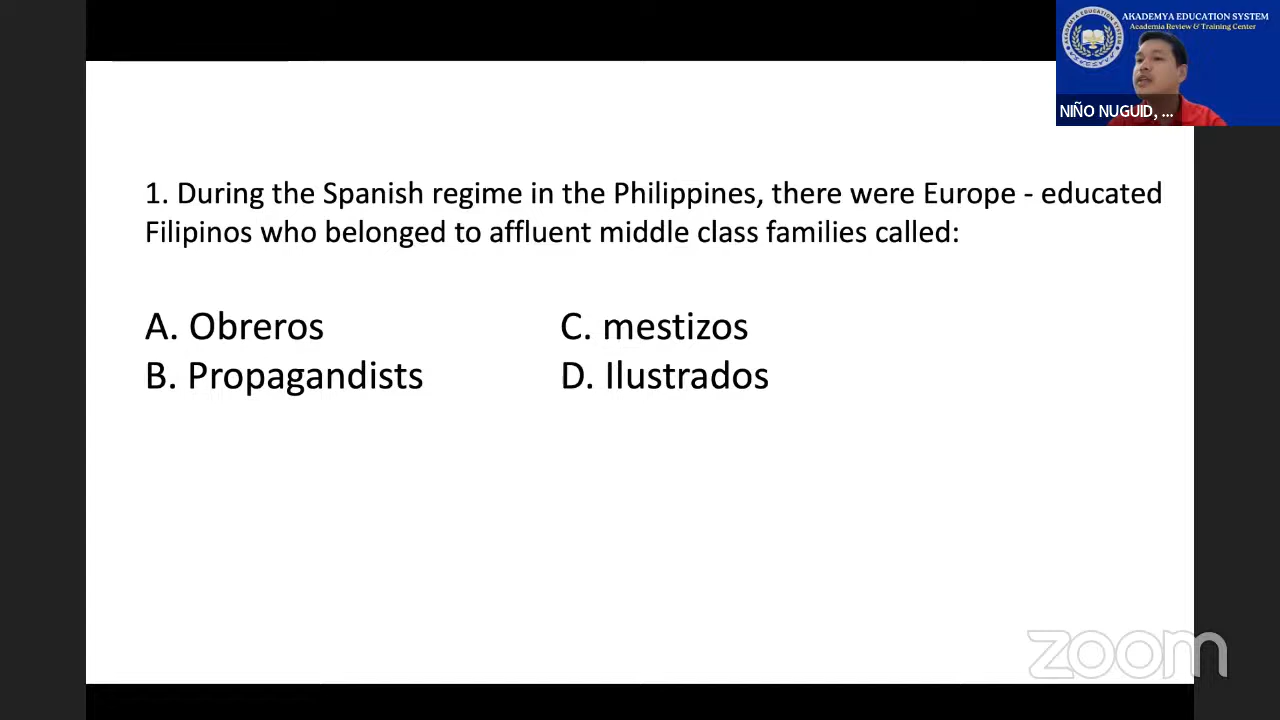 AKADEMYA EDUCATION SYSTEM
Academia Review & Training Center
NIÑO NUGUID, ...
1. During the Spanish regime in the Philippines, there were Europe - educated
Filipinos who belonged to affluent middle class families called:
A. Obreros
C. mestizos
B. Propagandists
D. Ilustrados
zoom